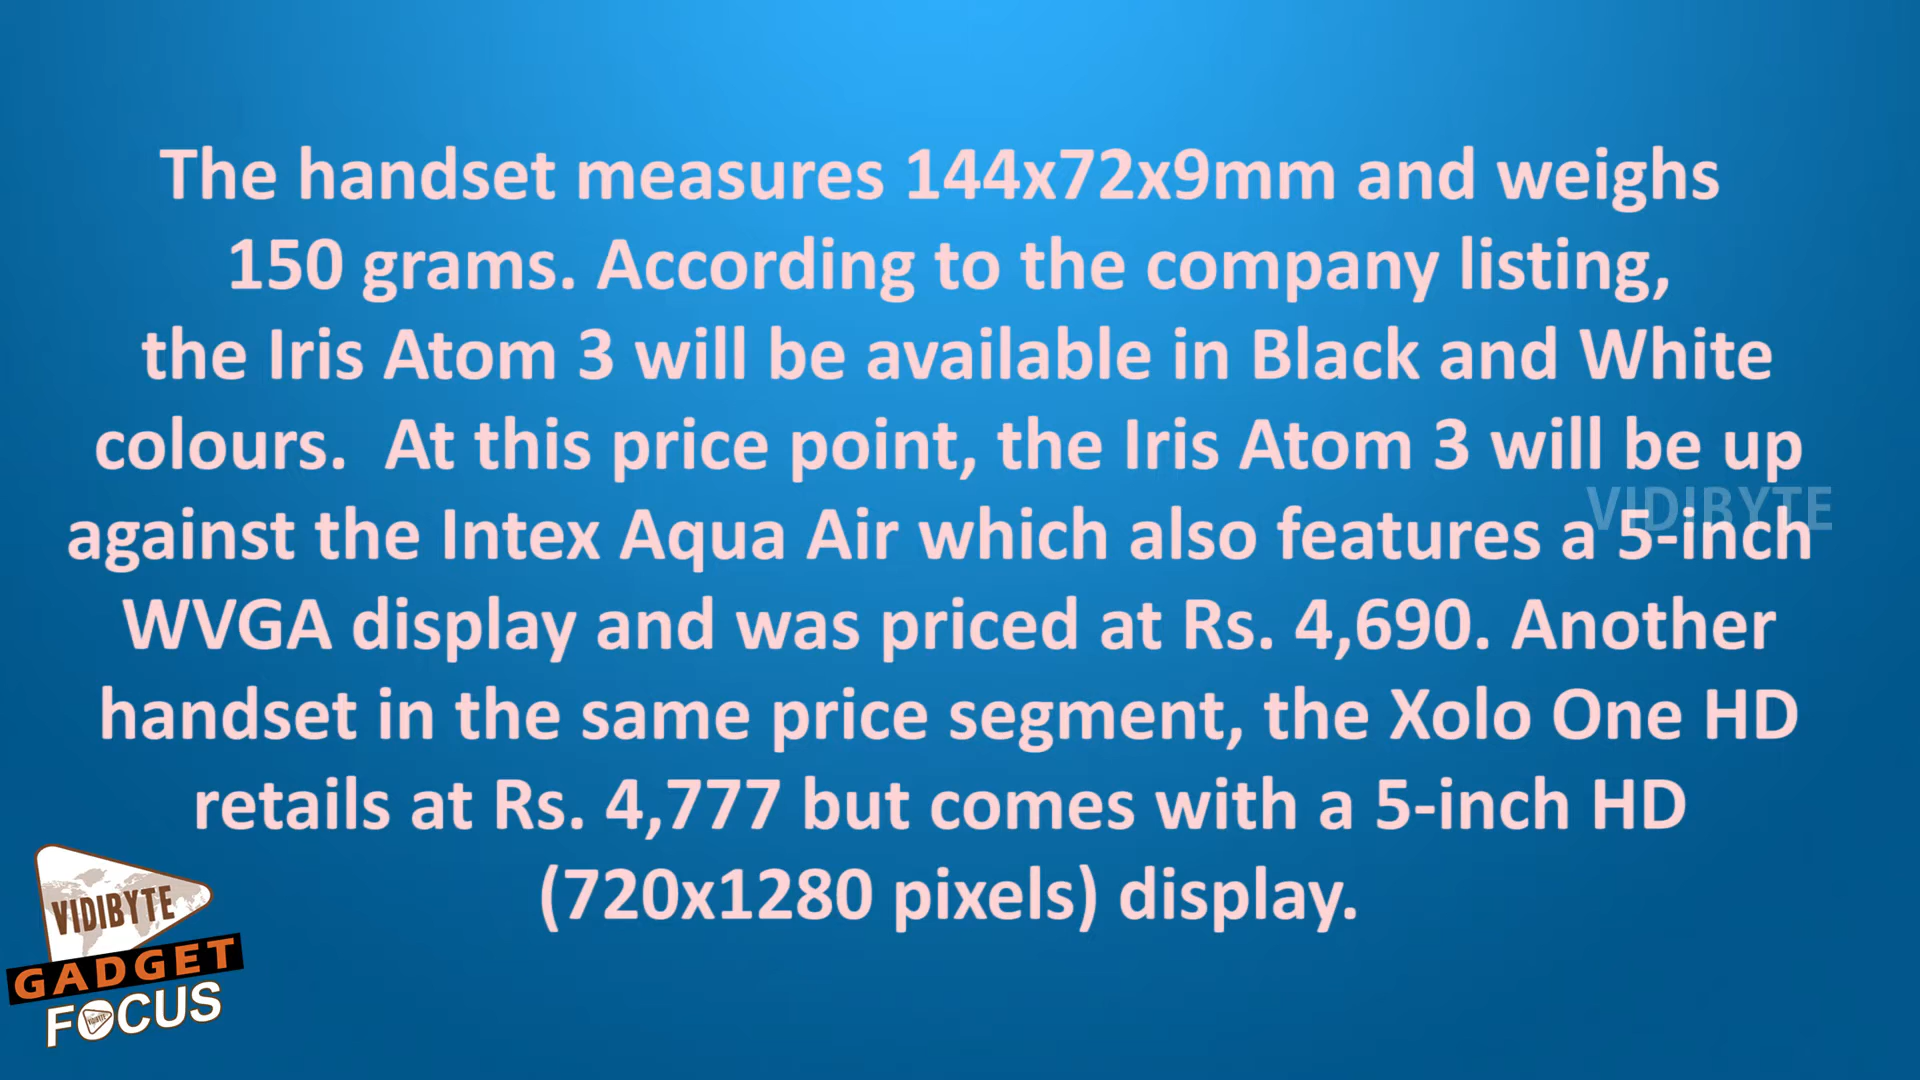 The handset measures 144x72x9mm and weighs
150 grams. According to the company listing,
the Iris Atom 3 will be available in Black and White
colours.  At this price point, the Iris Atom 3 will be up
against the Intex Aqua Air which also features a 5-inch
WVGA display and was priced at Rs. 4,690. Another
handset in the same price segment, the Xolo One HD
retails at Rs. 4,777 but comes with a 5-inch HD
(720x1280 pixels) display.
VIDIBYTE
VIDIBYTE
GADGET
FOCUS
VIDIBYTE